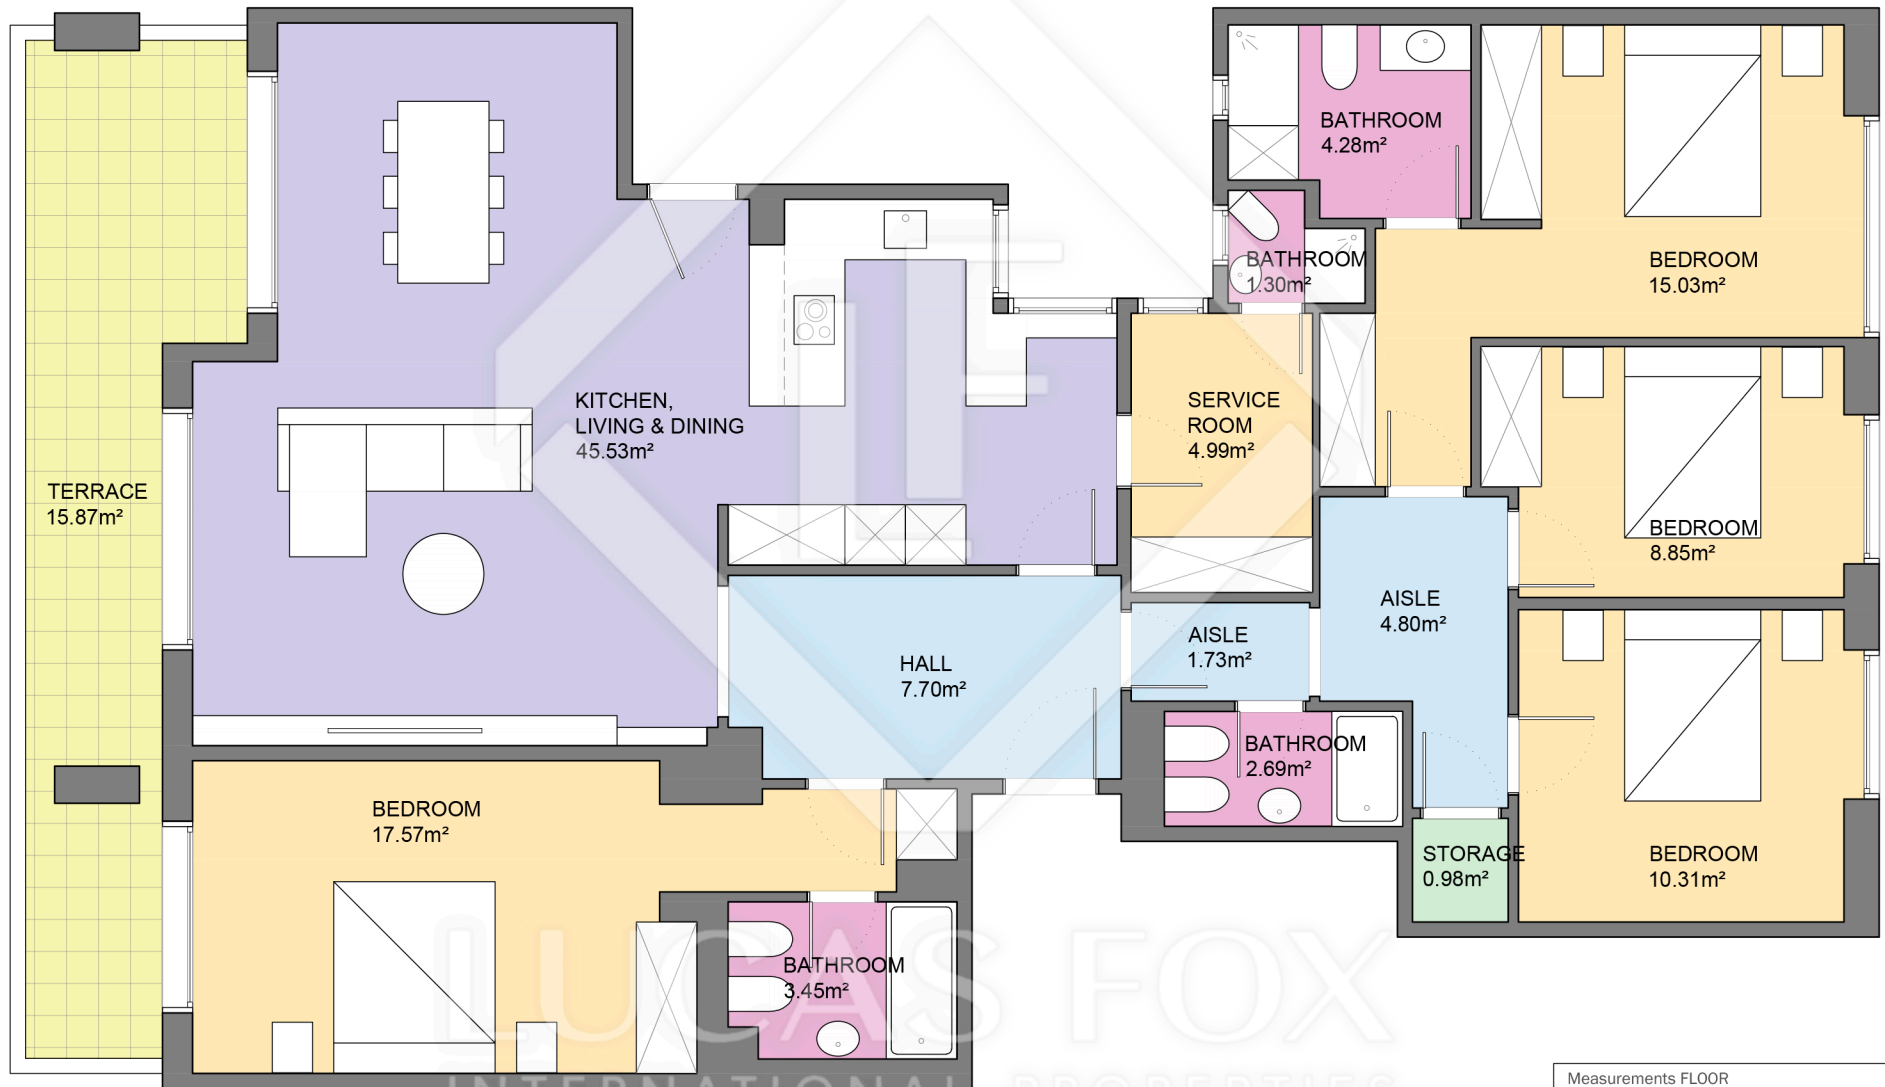 BATHROOM
4.28m²
BATHROOM
1.30m²
BEDROOM
15.03m²
KITCHEN,
LIVING & DINING
45.53m²
SERVICE
ROOM
4.99m²
TERRACE
15.87m²
BEDROOM
8.85m²
AISLE
4.80m²
AISLE
1.73m²
HALL
7.70m²
BATHROOM
2.69m²
BEDROOM
17.57m²
STORAGE
0.98m²
BEDROOM
10.31m²
BATHROOM
3.45m²
LUCAS FOX
INTERNATIONAL PROPERTIES
Measurements FLOOR